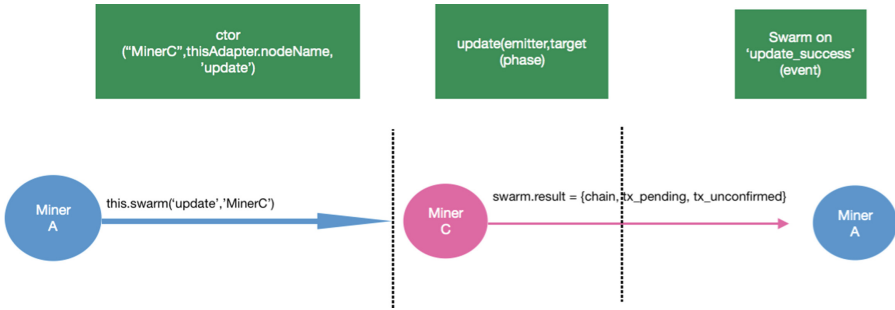 ctor
("MinerC",thisAdapter.nodeName,
'update')
update(emitter,target
(phase)
Swarm on
'update_success'
(event)
Miner
A
this.swarm('update','MinerC')
Miner
C
swarm.result = {chain, tx_pending, tx_unconfirmed}
Miner
A